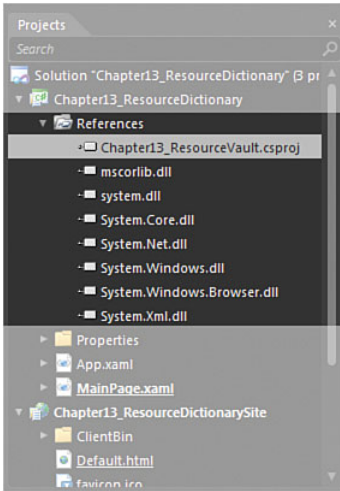 Projects
Search
Solution "Chapter13_ResourceDictionary" (3 pr
C#
Chapter13_ResourceDictionary
References
Chapter13_ResourceVault.csproj
mscorlib.dll
system.dll
System.Core.dll
System.Net.dll
System.Windows.dll
System.Windows.Browser.dll
System.Xml.dll
Properties
App.xaml
MainPage.xaml
Chapter13_ResourceDictionarySite
ClientBin
Default.html
favicon.ico